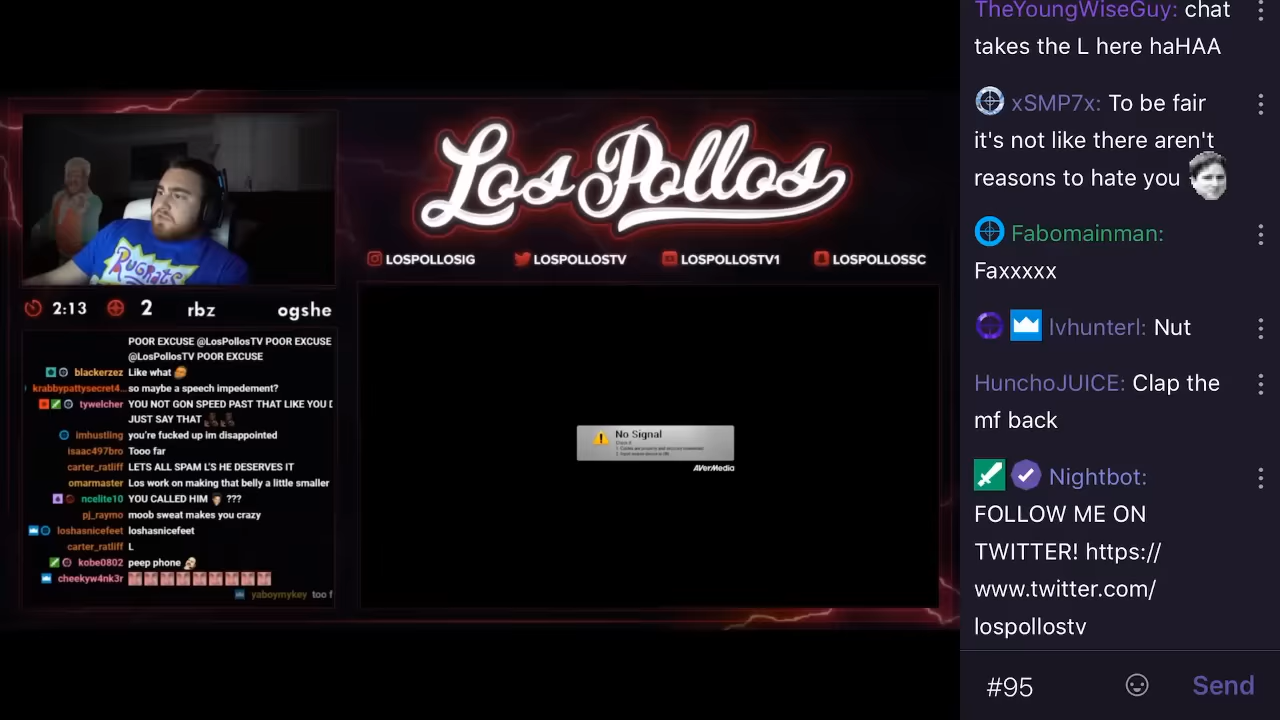 Los Pollos
LOSPOLLOSIG
LOSPOLLOSTV
LOSPOLLOSTV1
LOSPOLLOSSC
RUGRATS
2:13
2
rbz
ogshe
POOR EXCUSE @LosPollosTV POOR EXCUSE
@LosPollosTV POOR EXCUSE
blackerzez Like what
krabbypattysecret4... so maybe a speech impedement?
tywelcher YOU NOT GON SPEED PAST THAT LIKE YOU D
JUST SAY THAT
imhustling you're fucked up im disappointed
isaac497bro Tooo far
carter_ratliff LETS ALL SPAM L'S HE DESERVES IT
omarmaster Los work on making that belly a little smaller
ncelite10 YOU CALLED HIM ???
pj_raymo moob sweat makes you crazy
loshasnicefeet loshasnicefeet
carter_ratliff L
kobe0802 peep phone
cheekyw4nk3r
yaboymykey too f
No Signal
AVerMedia
TheYoungWiseGuy: chat
takes the L here haHAA
xSMP7x: To be fair
it's not like there aren't
reasons to hate you
Fabomainman:
Faxxxxx
lvhunterl: Nut
HunchoJUICE: Clap the
mf back
Nightbot:
FOLLOW ME ON
TWITTER! https://
www.twitter.com/
lospollostv
#95
Send